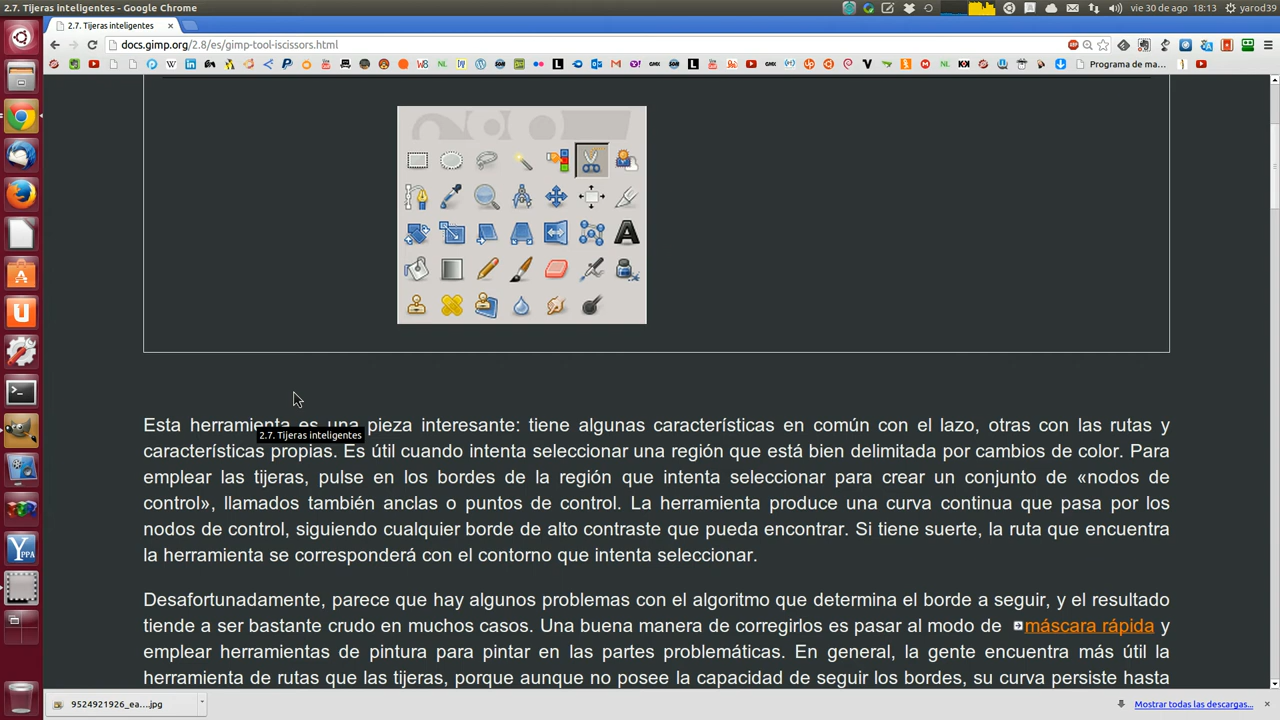 2.7. Tijeras Inteligentes - Google Chrome
vie 30 de ago
18:13
yarod39
2.7. Tijeras inteligentes
docs.gimp.org/2.8/es/gimp-tool-iscissors.html
Programa de ma...
Esta herramienta es una pieza interesante: tiene algunas características en común con el lazo, otras con las rutas y
2.7. Tijeras inteligentes
características propias. Es útil cuando intenta seleccionar una región que está bien delimitada por cambios de color. Para
emplear las tijeras, pulse en los bordes de la región que intenta seleccionar para crear un conjunto de «nodos de
control», llamados también anclas o puntos de control. La herramienta produce una curva continua que pasa por los
nodos de control, siguiendo cualquier borde de alto contraste que pueda encontrar. Si tiene suerte, la ruta que encuentra
la herramienta se corresponderá con el contorno que intenta seleccionar.
Desafortunadamente, parece que hay algunos problemas con el algoritmo que determina el borde a seguir, y el resultado
tiende a ser bastante crudo en muchos casos. Una buena manera de corregirlos es pasar al modo de máscara rápida y
emplear herramientas de pintura para pintar en las partes problemáticas. En general, la gente encuentra más útil la
herramienta de rutas que las tijeras, porque aunque no posee la capacidad de seguir los bordes, su curva persiste hasta
9524921926_ea....jpg
Mostrar todas las descargas...